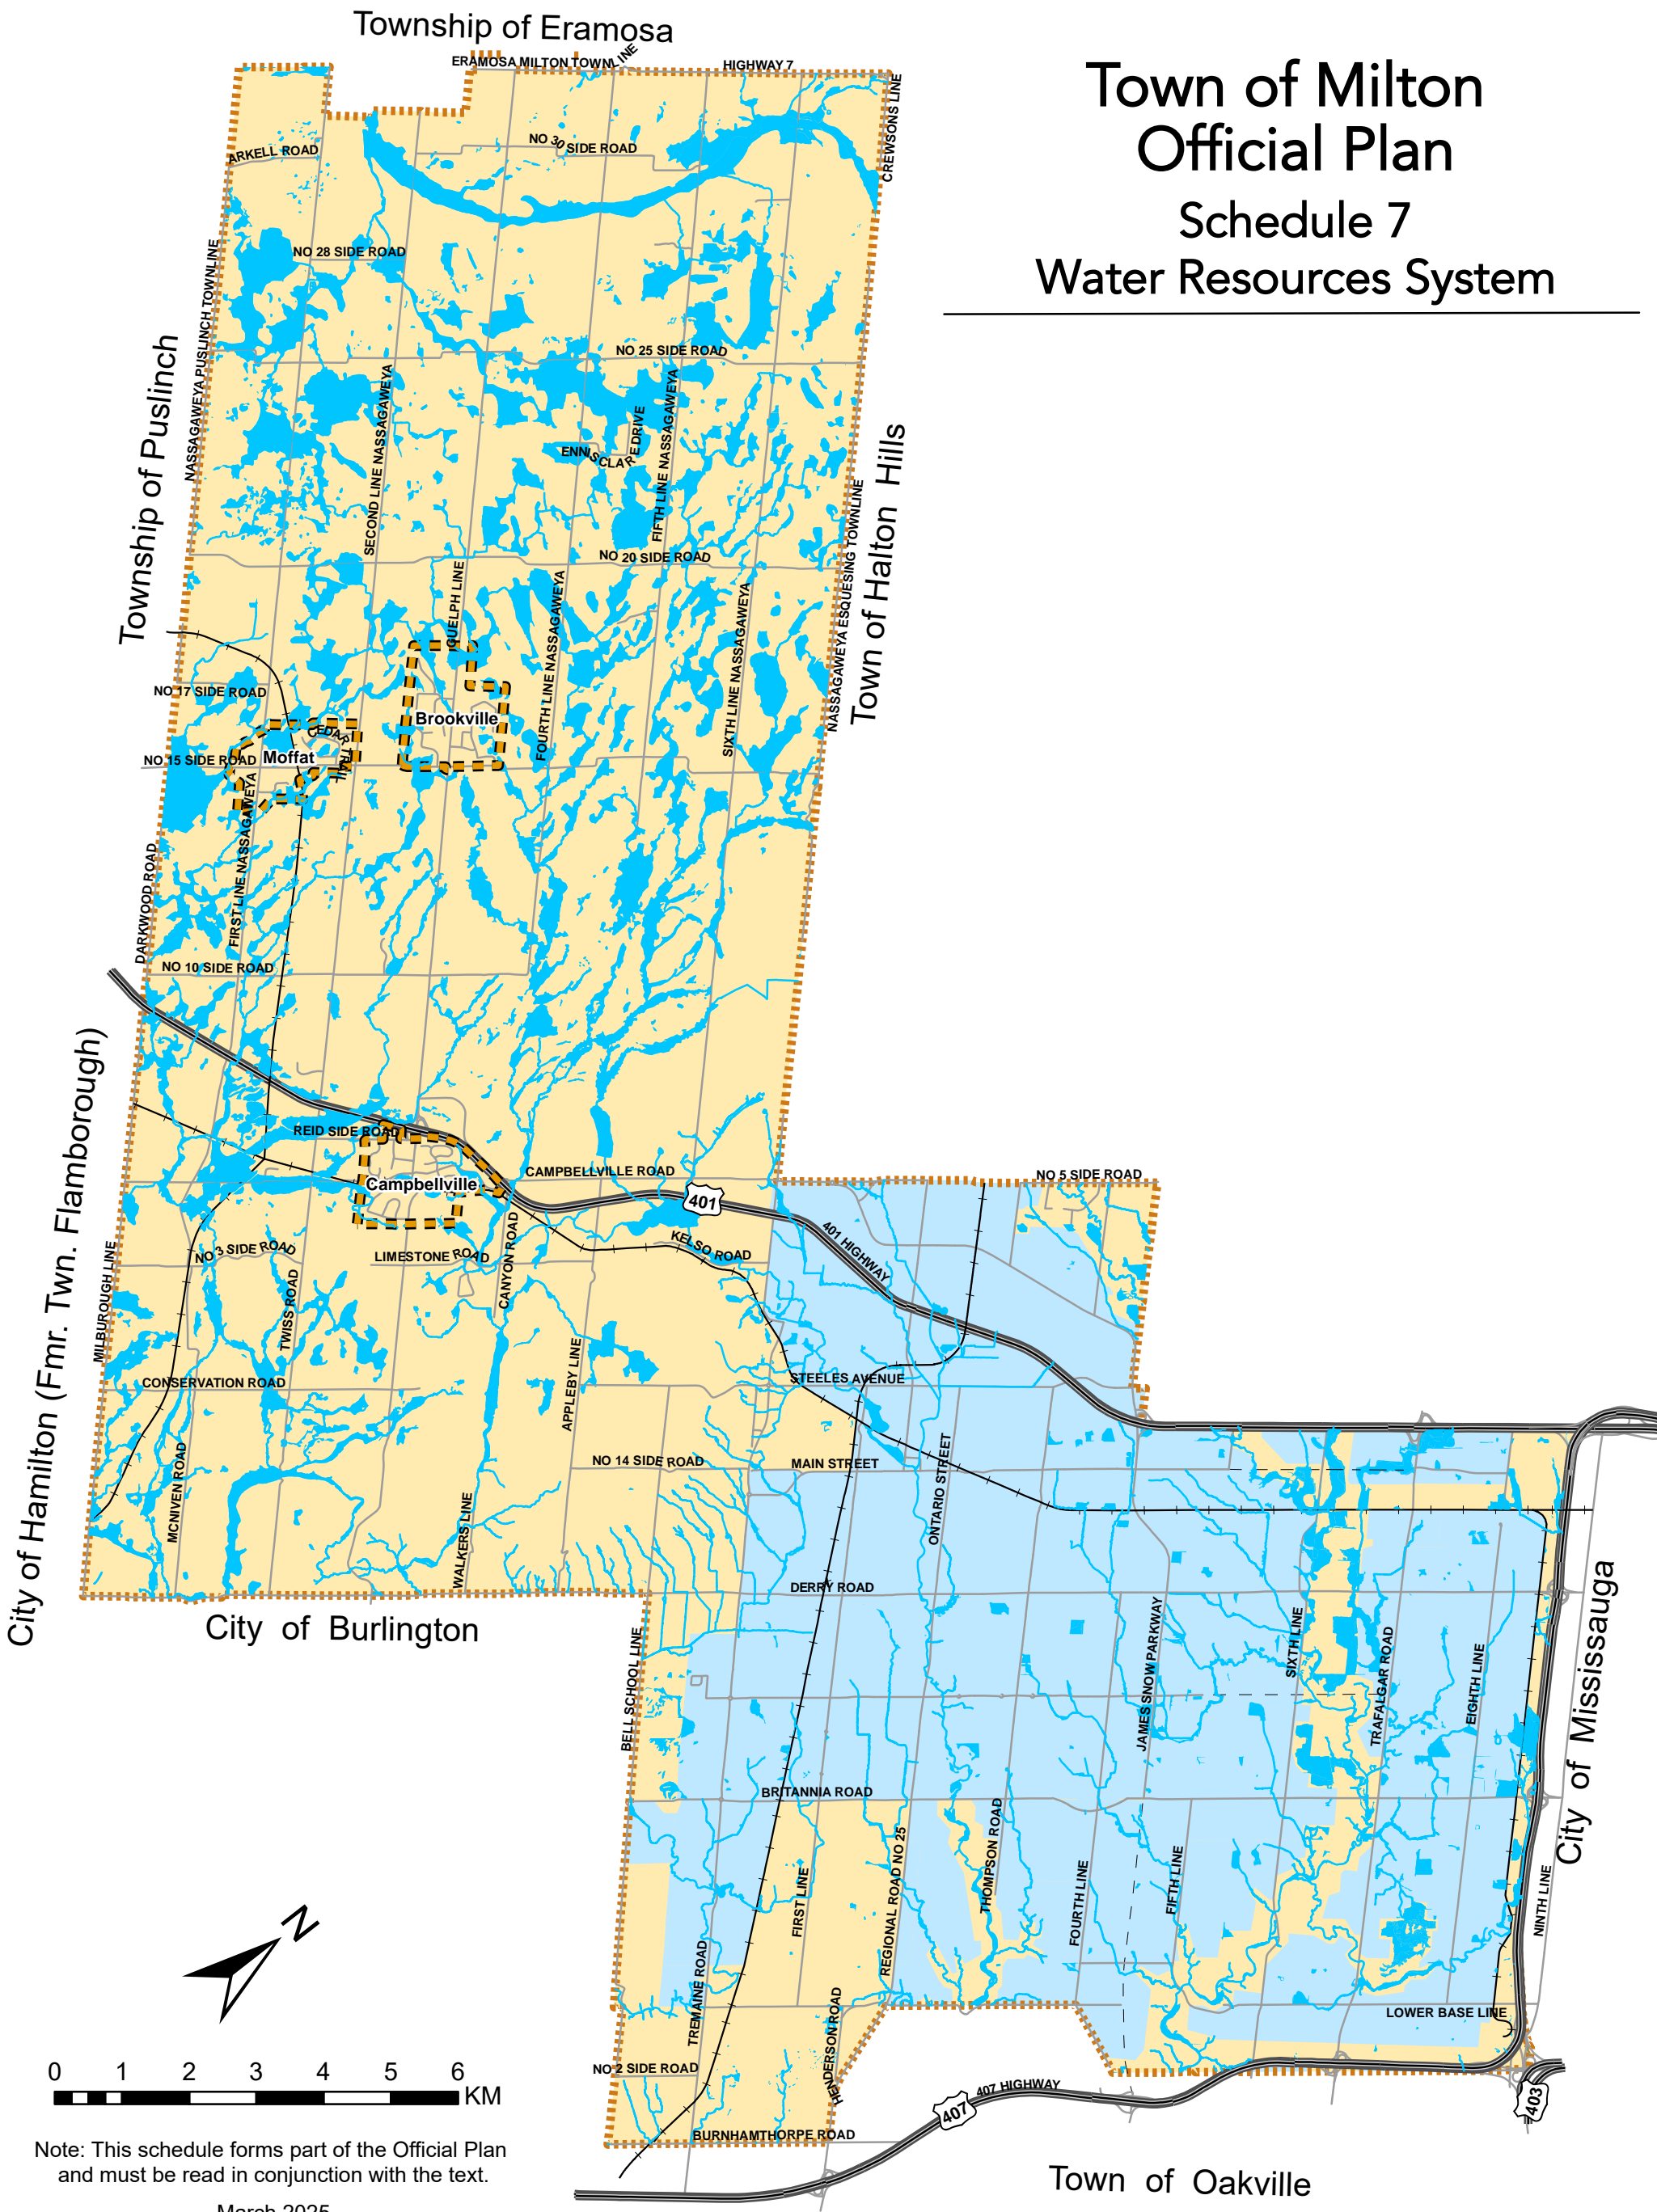 Township of Eramosa
Town of Milton
Official Plan
Schedule 7
Water Resources System
ERAMOSA MILTON TOWNLINE
HIGHWAY 7
CREWSONS LINE
ARKELL ROAD
NO 30 SIDE ROAD
NO 28 SIDE ROAD
NASSAGAWEYA PUSLINCH TOWNLINE
Township of Puslinch
NO 25 SIDE ROAD
SECOND LINE NASSAGAWEYA
ENNISCLARE DRIVE
FIFTH LINE NASSAGAWEYA
Town of Halton Hills
NASSAGAWEYA ESQUESING TOWNLINE
NO 20 SIDE ROAD
GUELPH LINE
FOURTH LINE NASSAGAWEYA
SIXTH LINE NASSAGAWEYA
NO 17 SIDE ROAD
Brookville
CEDAR TRAIL
Moffat
NO 15 SIDE ROAD
FIRST LINE NASSAGAWEYA
DARKWOOD ROAD
NO 10 SIDE ROAD
City of Hamilton (Fmr. Twn. Flamborough)
REID SIDE ROAD
Campbellville
CAMPBELLVILLE ROAD
401
NO 5 SIDE ROAD
401 HIGHWAY
KELSO ROAD
NO 3 SIDE ROAD
LIMESTONE ROAD
CANYON ROAD
MILBOROUGH LINE
TWISS ROAD
APPLEBY LINE
CONSERVATION ROAD
STEELES AVENUE
MCNIVEN ROAD
WALKERS LINE
NO 14 SIDE ROAD
MAIN STREET
ONTARIO STREET
DERRY ROAD
City of Burlington
BELL SCHOOL LINE
JAMES SNOW PARKWAY
SIXTH LINE
TRAFALGAR ROAD
EIGHTH LINE
City of Mississauga
BRITANNIA ROAD
FIRST LINE
REGIONAL ROAD NO 25
THOMPSON ROAD
FOURTH LINE
FIFTH LINE
NINTH LINE
TREMAINE ROAD
HENDERSON ROAD
LOWER BASE LINE
NO 2 SIDE ROAD
407 HIGHWAY
407
403
BURNHAMTHORPE ROAD
Town of Oakville
N
0 1 2 3 4 5 6
KM
Note: This schedule forms part of the Official Plan
and must be read in conjunction with the text.
March 2025